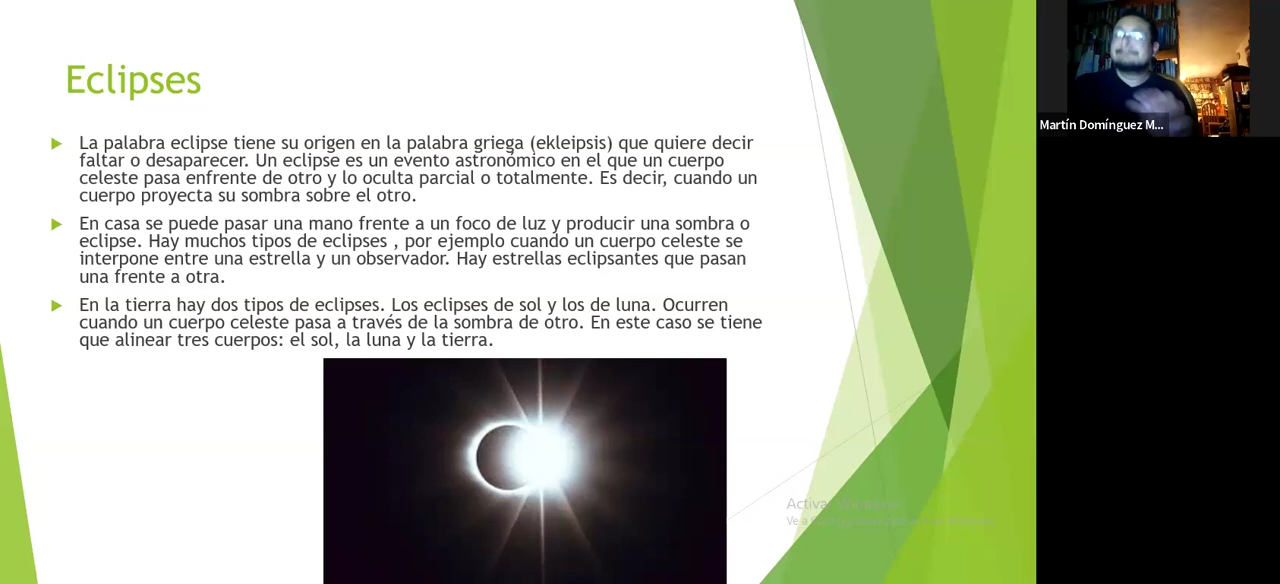 Eclipses
La palabra eclipse tiene su origen en la palabra griega (ekleipsis) que quiere decir
faltar o desaparecer. Un eclipse es un evento astronómico en el que un cuerpo
celeste pasa enfrente de otro y lo oculta parcial o totalmente. Es decir, cuando un
cuerpo proyecta su sombra sobre el otro.
En casa se puede pasar una mano frente a un foco de luz y producir una sombra o
eclipse. Hay muchos tipos de eclipses , por ejemplo cuando un cuerpo celeste se
interpone entre una estrella y un observador. Hay estrellas eclipsantes que pasan
una frente a otra.
En la tierra hay dos tipos de eclipses. Los eclipses de sol y los de luna. Ocurren
cuando un cuerpo celeste pasa a través de la sombra de otro. En este caso se tiene
que alinear tres cuerpos: el sol, la luna y la tierra.
Martín Domínguez M...